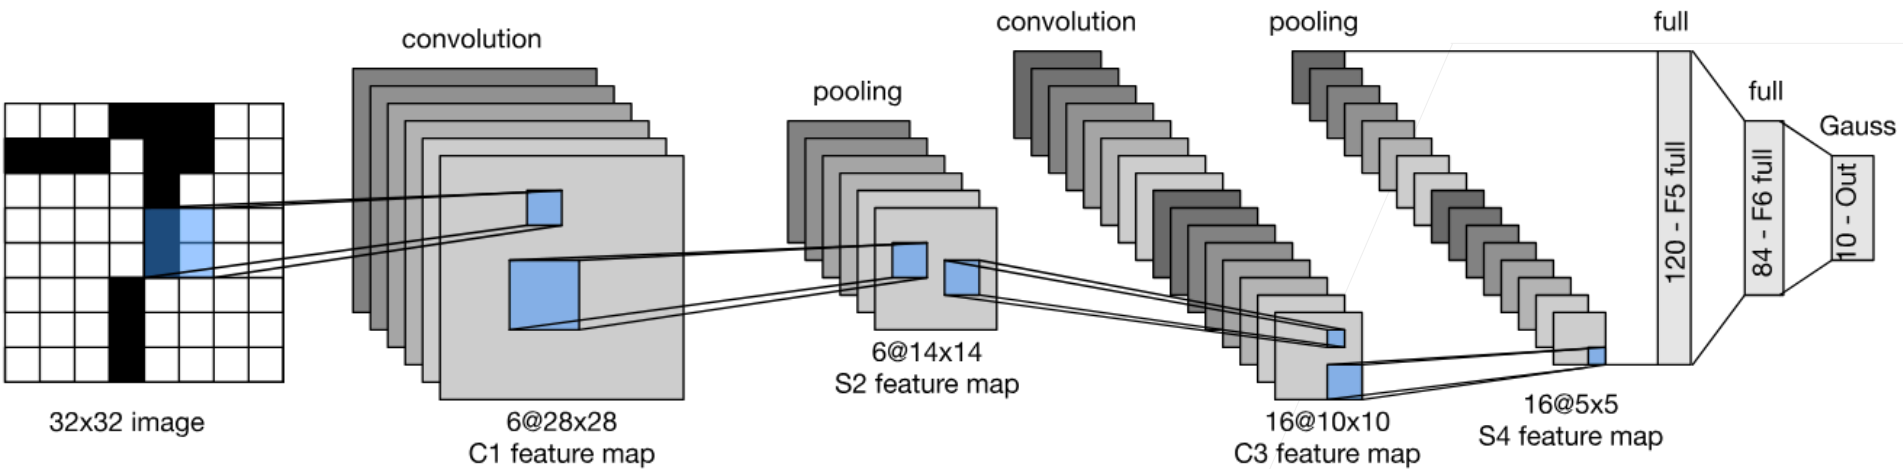 convolution
pooling
convolution
pooling
full
full
Gauss
120 - F5 full
84 - F6 full
10 - Out
32x32 image
6@28x28
C1 feature map
6@14x14
S2 feature map
16@10x10
C3 feature map
16@5x5
S4 feature map